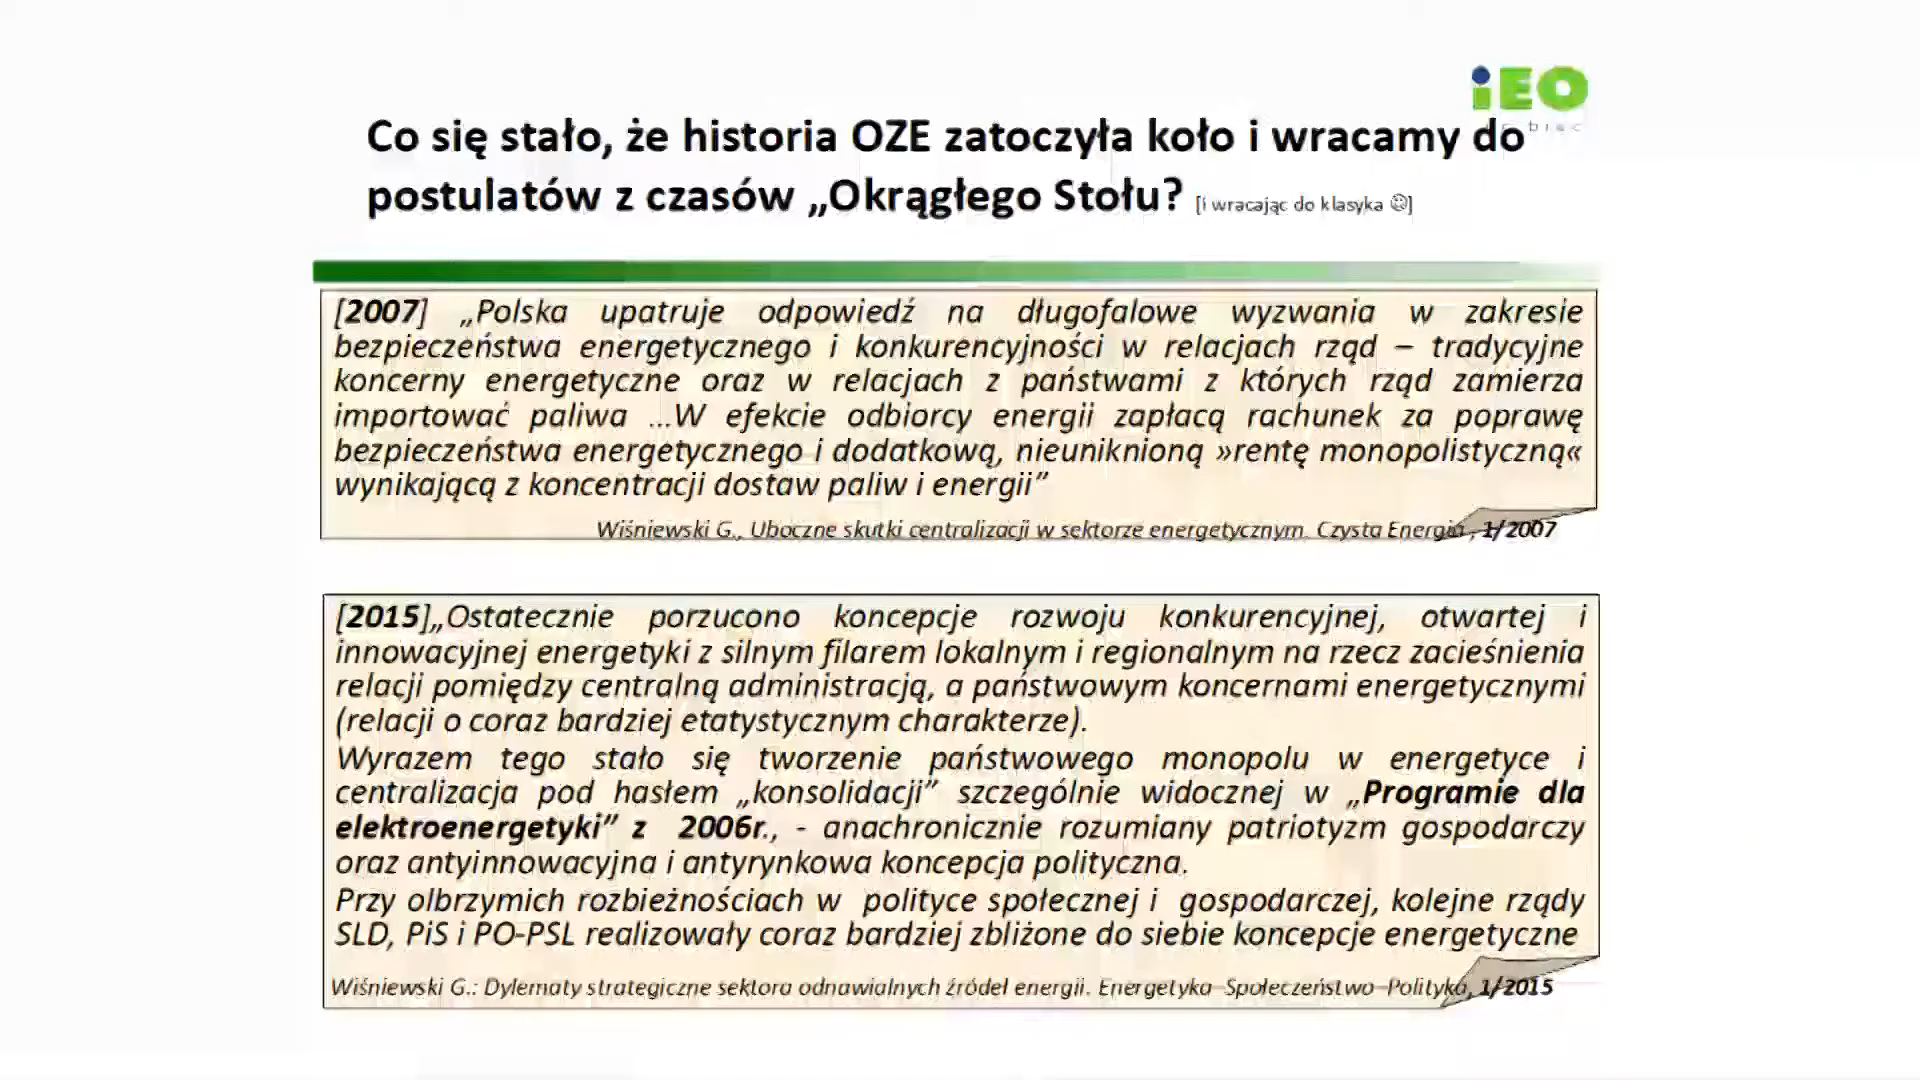 iEO
Co się stało, że historia OZE zatoczyła koło i wracamy do
postulatów z czasów „Okrągłego Stołu? [i wracając do klasyka ☺]
[2007] „Polska upatruje odpowiedź na długofalowe wyzwania w zakresie
bezpieczeństwa energetycznego i konkurencyjności w relacjach rząd – tradycyjne
koncerny energetyczne oraz w relacjach z państwami z których rząd zamierza
importować paliwa ...W efekcie odbiorcy energii zapłacą rachunek za poprawę
bezpieczeństwa energetycznego i dodatkową, nieuniknioną »rentę monopolistyczną«
wynikającą z koncentracji dostaw paliw i energii”
Wiśniewski G., Uboczne skutki centralizacji w sektorze energetycznym. Czysta Energia, 1/2007
[2015]„Ostatecznie porzucono koncepcje rozwoju konkurencyjnej, otwartej i
innowacyjnej energetyki z silnym filarem lokalnym i regionalnym na rzecz zacieśnienia
relacji pomiędzy centralną administracją, a państwowym koncernami energetycznymi
(relacji o coraz bardziej etatystycznym charakterze).
Wyrazem tego stało się tworzenie państwowego monopolu w energetyce i
centralizacja pod hasłem „konsolidacji” szczególnie widocznej w „Programie dla
elektroenergetyki” z 2006r., - anachronicznie rozumiany patriotyzm gospodarczy
oraz antyinnowacyjna i antyrynkowa koncepcja polityczna.
Przy olbrzymich rozbieżnościach w polityce społecznej i gospodarczej, kolejne rządy
SLD, PiS i PO-PSL realizowały coraz bardziej zbliżone do siebie koncepcje energetyczne
Wiśniewski G.: Dylematy strategiczne sektora odnawialnych źródeł energii. Energetyka–Społeczeństwo–Polityka, 1/2015